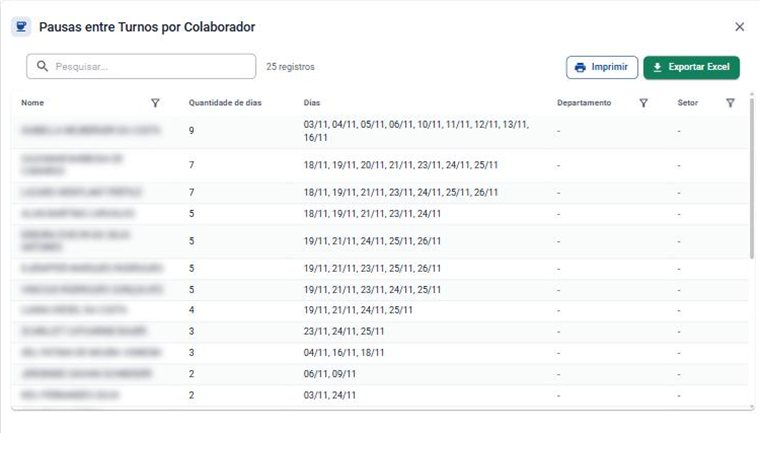 Pausas entre Turnos por Colaborador
Pesquisar...
25 registros
Imprimir
Exportar Excel
Nome Quantidade de dias Dias Departamento Setor
9 03/11, 04/11, 05/11, 06/11, 10/11, 11/11, 12/11, 13/11, - -
16/11
7 18/11, 19/11, 20/11, 21/11, 23/11, 24/11, 25/11 - -
7 18/11, 19/11, 21/11, 23/11, 24/11, 25/11, 26/11 - -
5 18/11, 19/11, 21/11, 23/11, 24/11 - -
5 19/11, 21/11, 24/11, 25/11, 26/11 - -
5 19/11, 21/11, 23/11, 25/11, 26/11 - -
5 19/11, 21/11, 23/11, 24/11, 25/11 - -
4 19/11, 21/11, 24/11, 25/11 - -
3 23/11, 24/11, 25/11 - -
3 04/11, 16/11, 18/11 - -
2 06/11, 09/11 - -
2 03/11, 24/11 - -